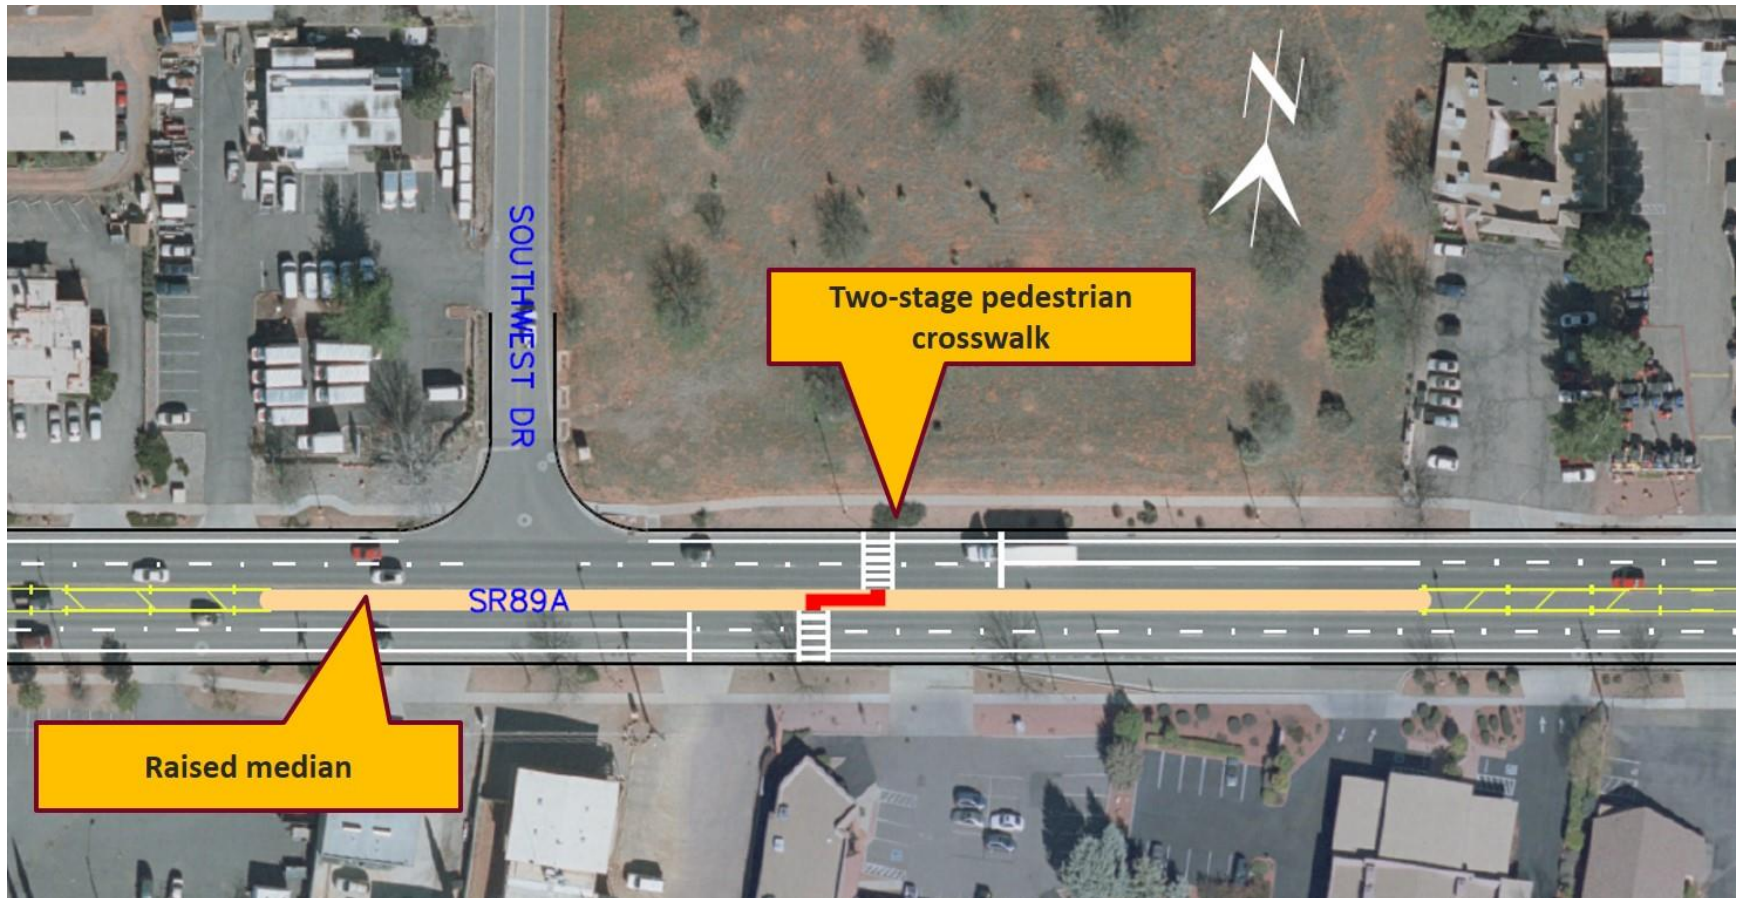 SOUTHWEST DR
N
Two-stage pedestrian
crosswalk
SR89A
Raised median